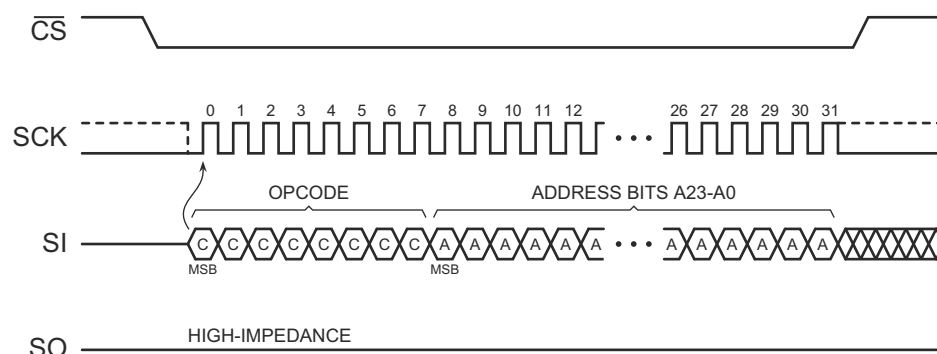 CS
0 1 2 3 4 5 6 7 8 9 10 11 12 26 27 28 29 30 31
SCK
OPCODE ADDRESS BITS A23-A0
SI C C C C C C C C A A A A A A A A A A A A
MSB MSB
HIGH-IMPEDANCE
SO